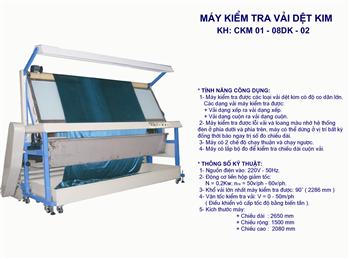 MÁY KIỂM TRA VẢI DỆT KIM
KH: CKM 01 - 08DK - 02
* TÍNH NĂNG CÔNG DỤNG:
1- Máy kiểm tra được các loại vải dệt kim có độ co dãn lớn.
Các dạng vải máy kiểm tra được
+ Vải dạng xếp ra vải dạng cuộn.
+ Vải dạng cuộn ra vải dạng cuộn.
2- Máy kiểm tra được lỗi vải và loang màu nhờ hệ thống
đèn ở phía dưới và phía trên, máy có thể dừng ở vị trí bất kỳ
đồng thời báo ngay trị số đo chiều dài.
3- Máy có 2 chế độ chạy thuận và chạy ngược.
4- Máy có lắp bộ đo để kiểm tra chiều dài cuộn vải.
* THÔNG SỐ KỸ THUẬT:
1- Nguồn điện vào: 220V - 50Hz.
2- Động cơ liền hộp giảm tốc:
N = 0,2Kw; n = 50v/ph - 60v/ph.
3- Khổ vải lớn nhất máy kiểm tra được: 90" ( 2286 mm )
4- Vận tốc kiểm tra vải: V = 0 - 50m/ph
( Điều khiển vô cấp tốc độ bằng biến tần ).
5- Kích thước máy:
+ Chiều dài : 2650 mm
+ Chiều rộng : 1500 mm
+ Chiều cao : 2080 mm